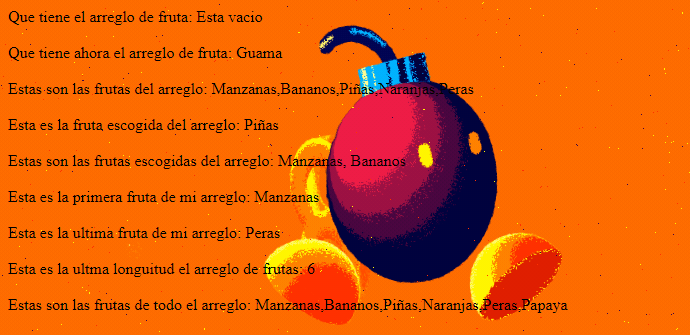 Que tiene el arreglo de fruta: Esta vacio
Que tiene ahora el arreglo de fruta: Guama
Estas son las frutas del arreglo: Manzanas,Bananos,Piñas,Naranjas,Peras
Esta es la fruta escogida del arreglo: Piñas
Estas son las frutas escogidas del arreglo: Manzanas, Bananos
Esta es la primera fruta de mi arreglo: Manzanas
Esta es la ultima fruta de mi arreglo: Peras
Esta es la ultma longuitud el arreglo de frutas: 6
Estas son las frutas de todo el arreglo: Manzanas,Bananos,Piñas,Naranjas,Peras,Papaya